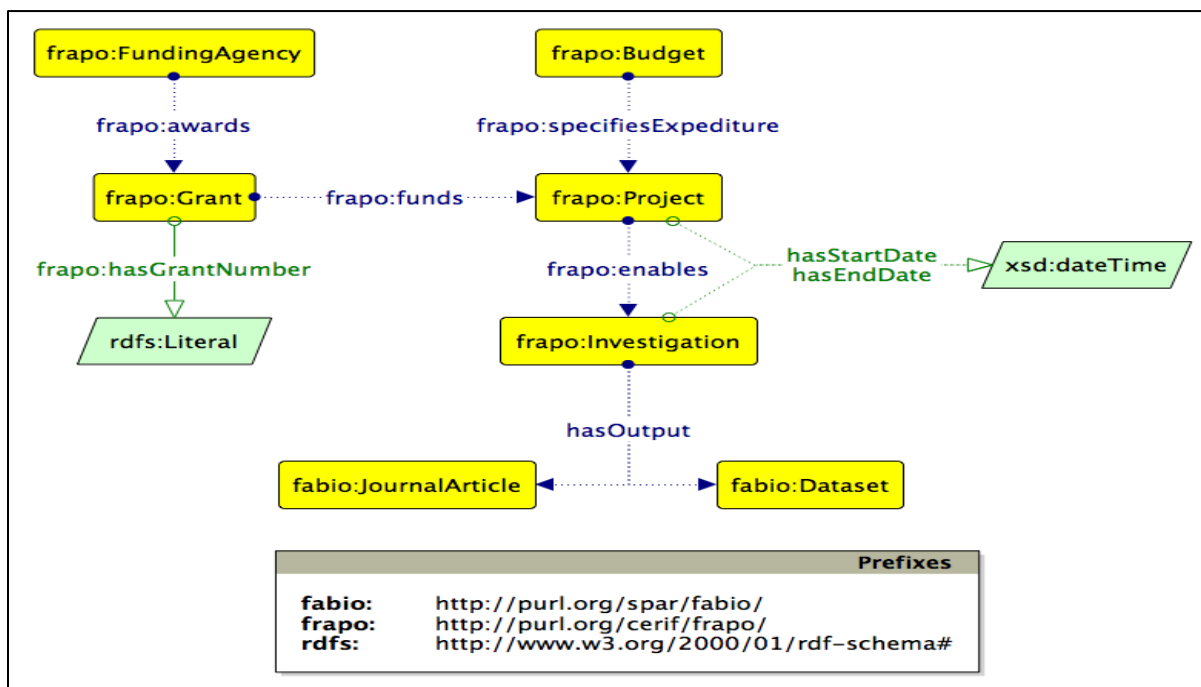 frapo:FundingAgency
frapo:Budget
frapo:awards
frapo:specifiesExpediture
frapo:Grant
frapo:funds
frapo:Project
frapo:hasGrantNumber
frapo:enables
hasStartDate
hasEndDate
xsd:dateTime
rdfs:Literal
frapo:Investigation
hasOutput
fabio:JournalArticle
fabio:Dataset
Prefixes
fabio: http://purl.org/spar/fabio/
frapo: http://purl.org/cerif/frapo/
rdfs: http://www.w3.org/2000/01/rdf-schema#